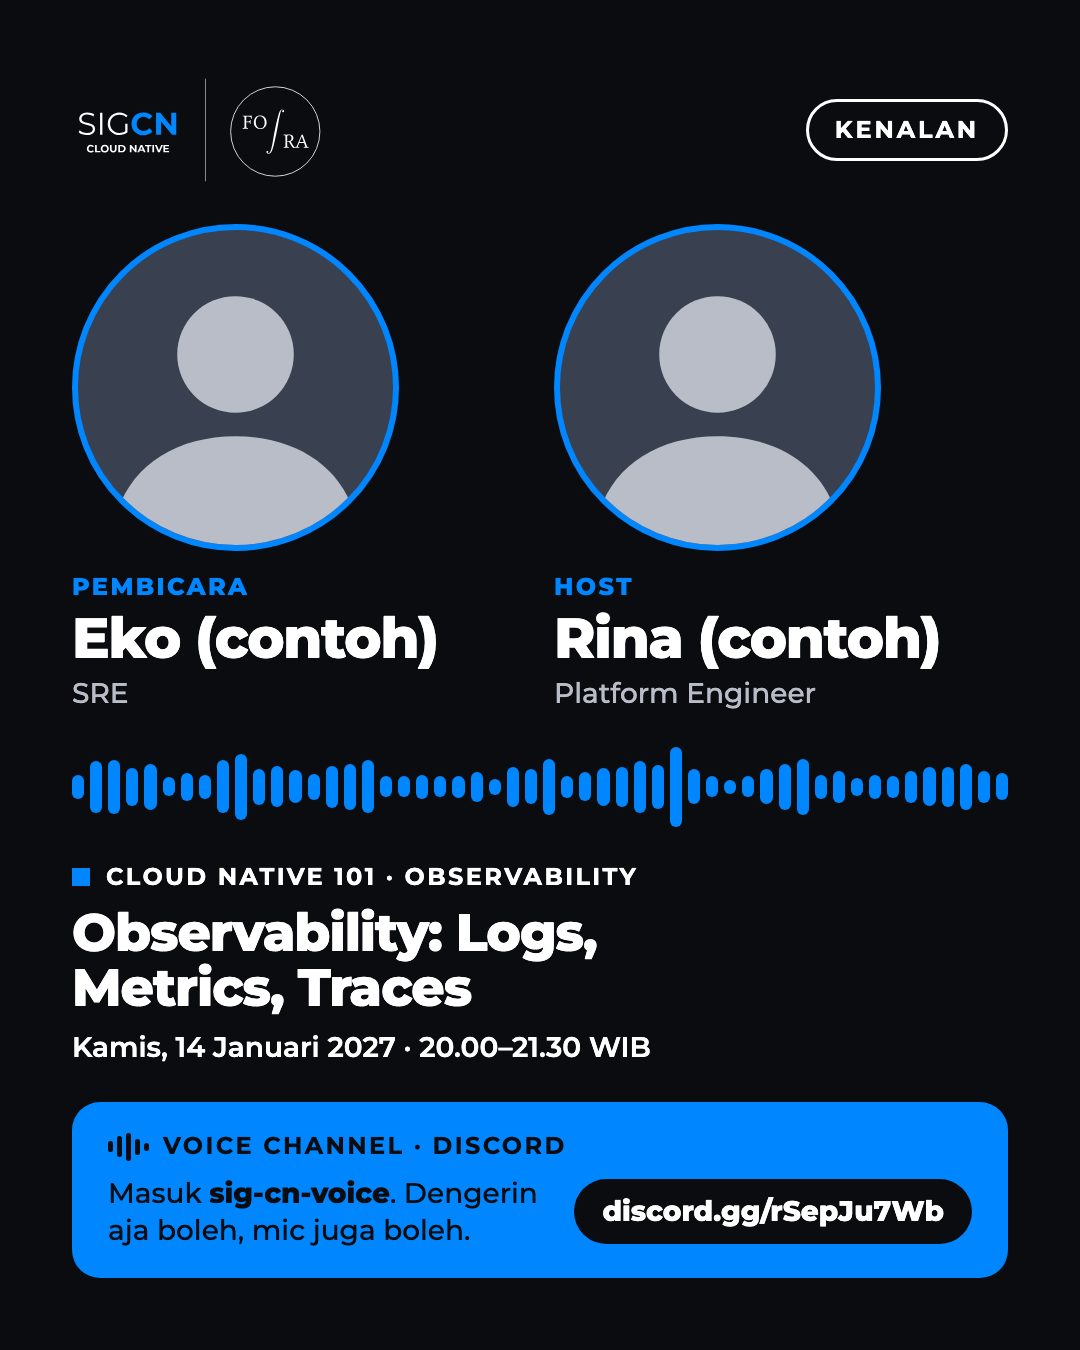 SIGCN
CLOUD NATIVE
FO RA
KENALAN
PEMBICARA
Eko (contoh)
SRE
HOST
Rina (contoh)
Platform Engineer
CLOUD NATIVE 101 · OBSERVABILITY
Observability: Logs,
Metrics, Traces
Kamis, 14 Januari 2027 · 20.00–21.30 WIB
VOICE CHANNEL · DISCORD
Masuk sig-cn-voice. Dengerin
aja boleh, mic juga boleh.
discord.gg/rSepJu7Wb